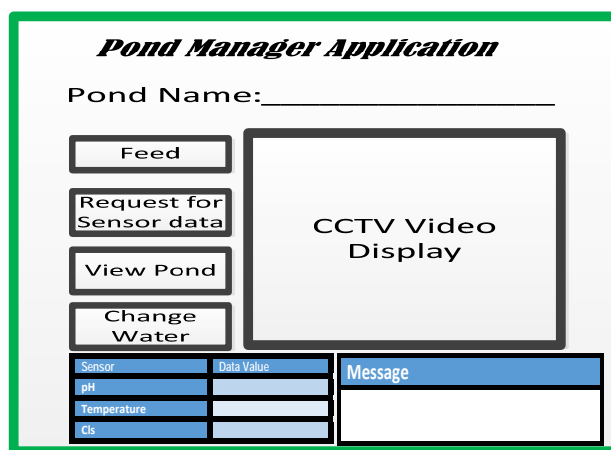 Pond Manager Application
Pond Name:_______________________
Feed
Request for
Sensor data
View Pond
Change
Water
CCTV Video
Display
Sensor Data Value
pH
Temperature
Cls
Message